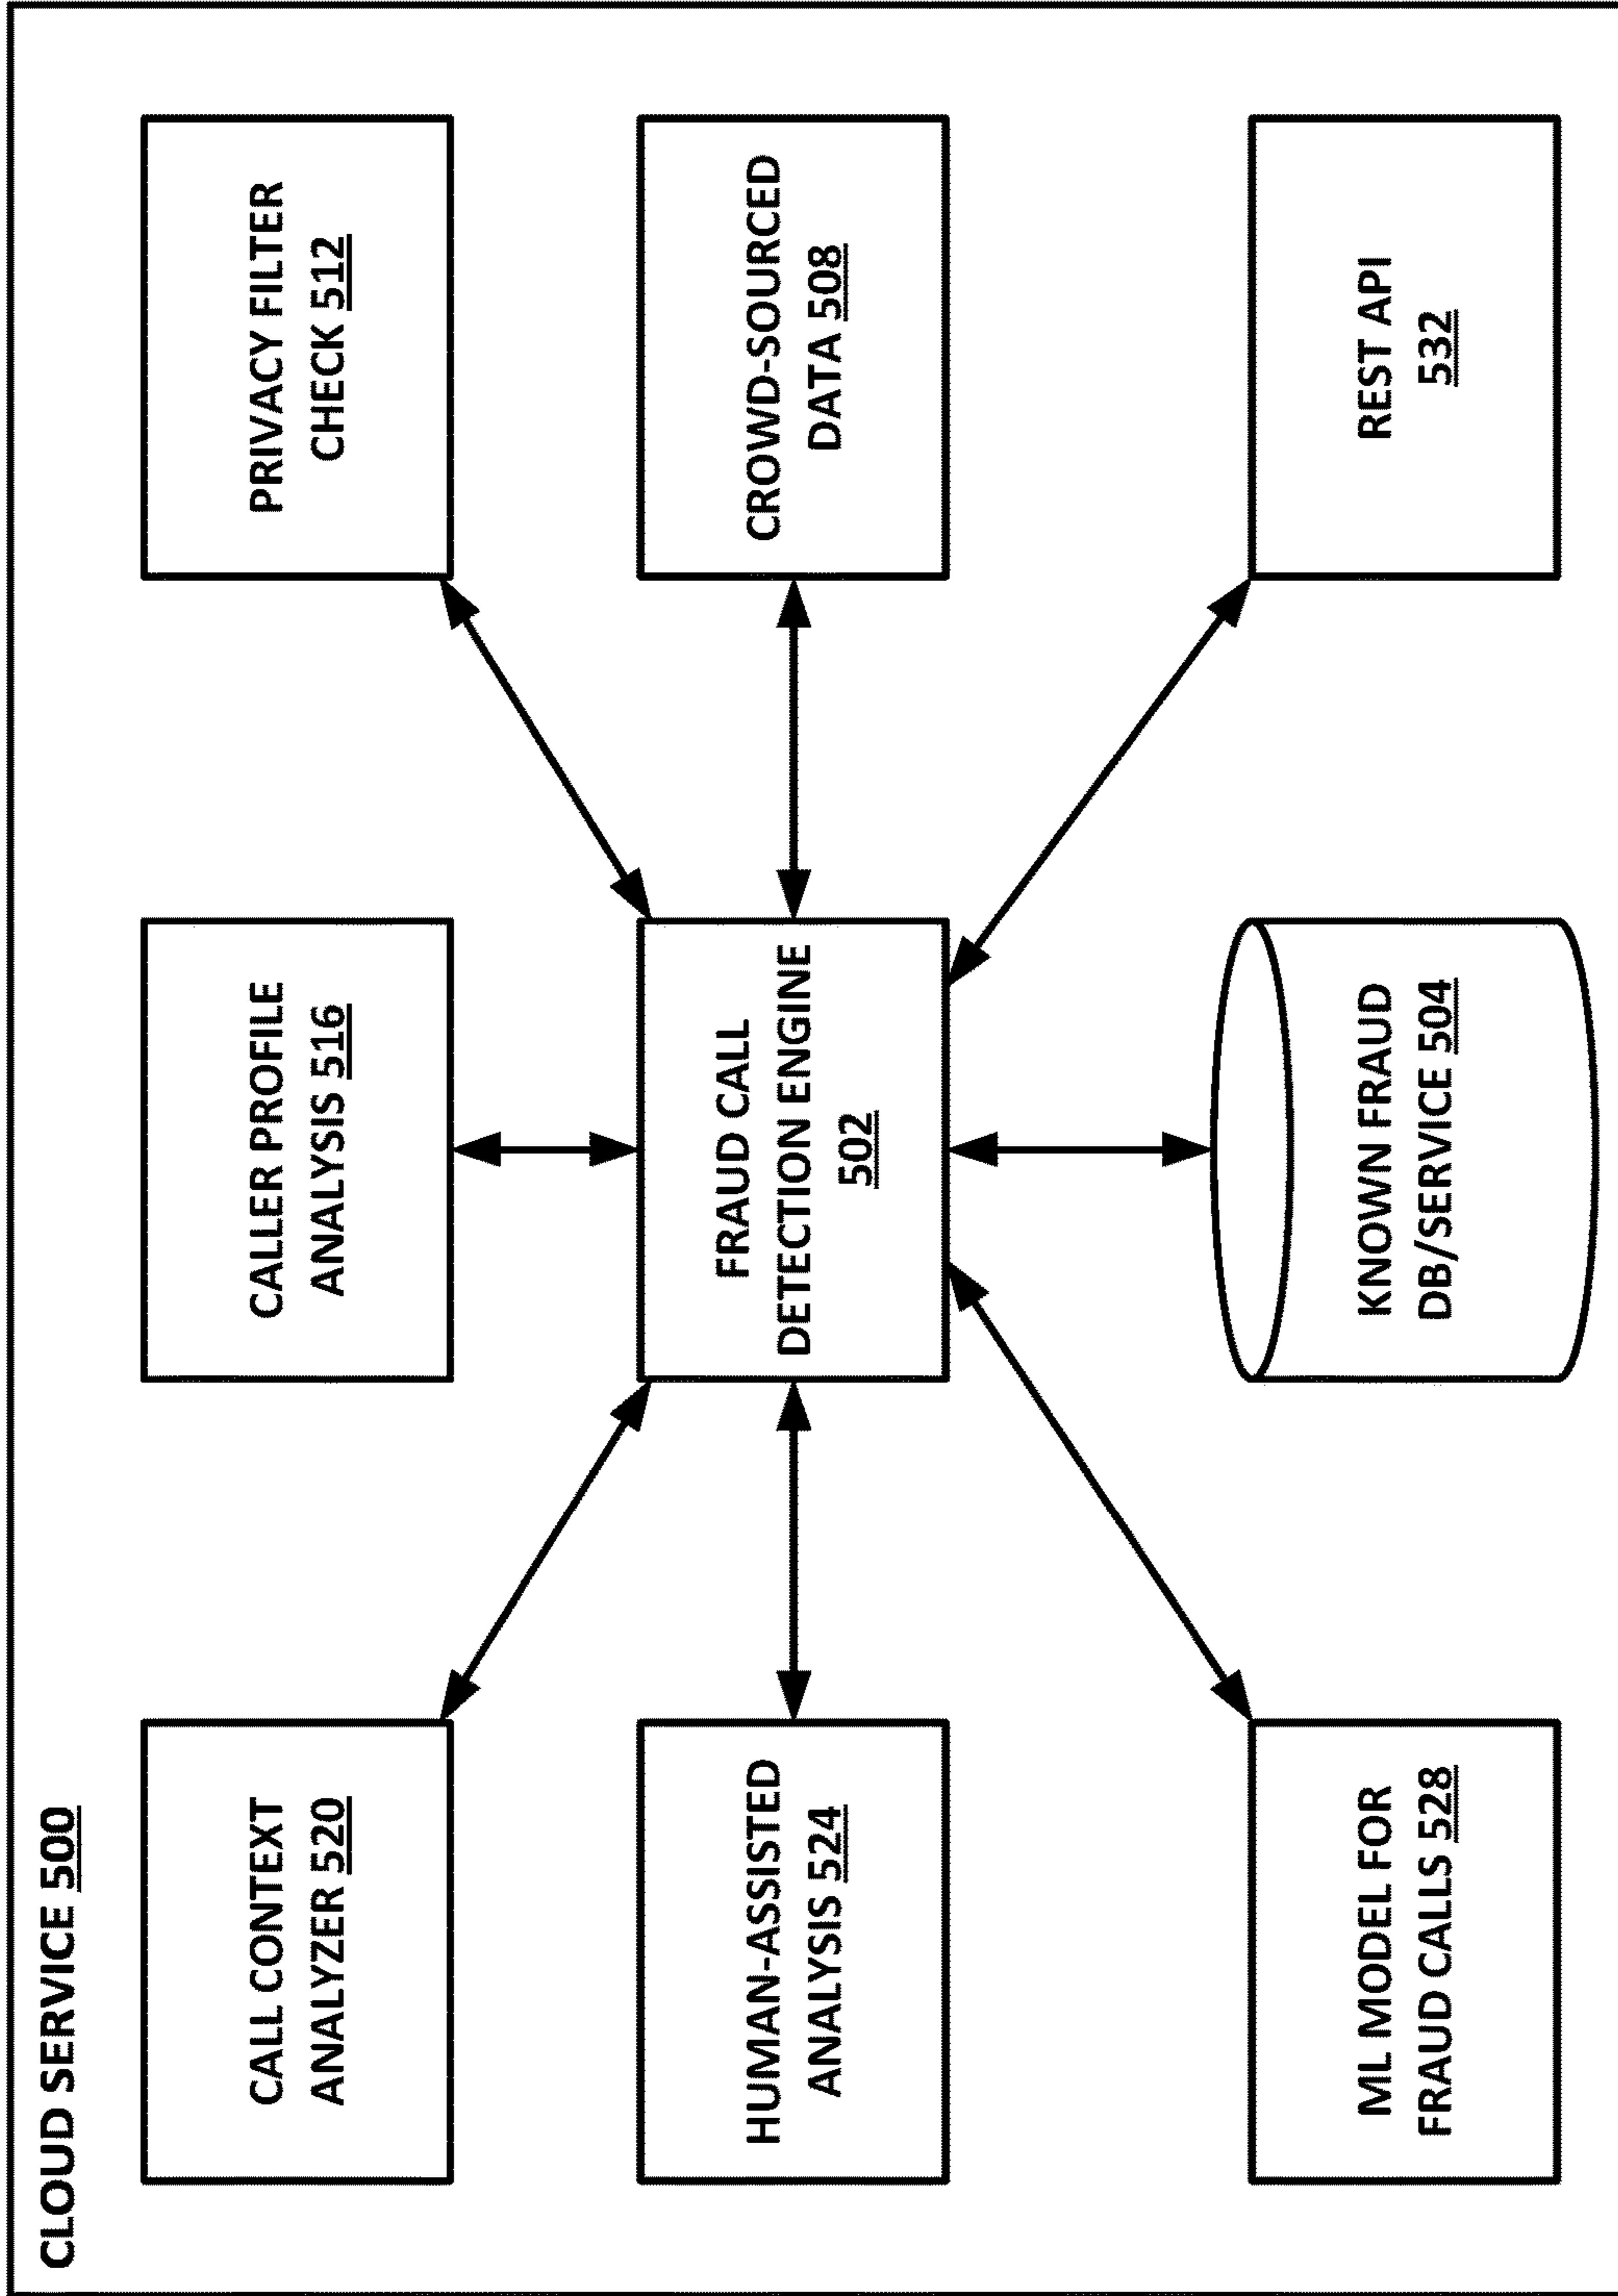 CLOUD SERVICE 500
CALL CONTEXT
ANALYZER 520
CALLER PROFILE
ANALYSIS 516
PRIVACY FILTER
CHECK 512
HUMAN-ASSISTED
ANALYSIS 524
FRAUD CALL
DETECTION ENGINE
502
CROWD-SOURCED
DATA 508
ML MODEL FOR
FRAUD CALLS 528
KNOWN FRAUD
DB/SERVICE 504
REST API
532